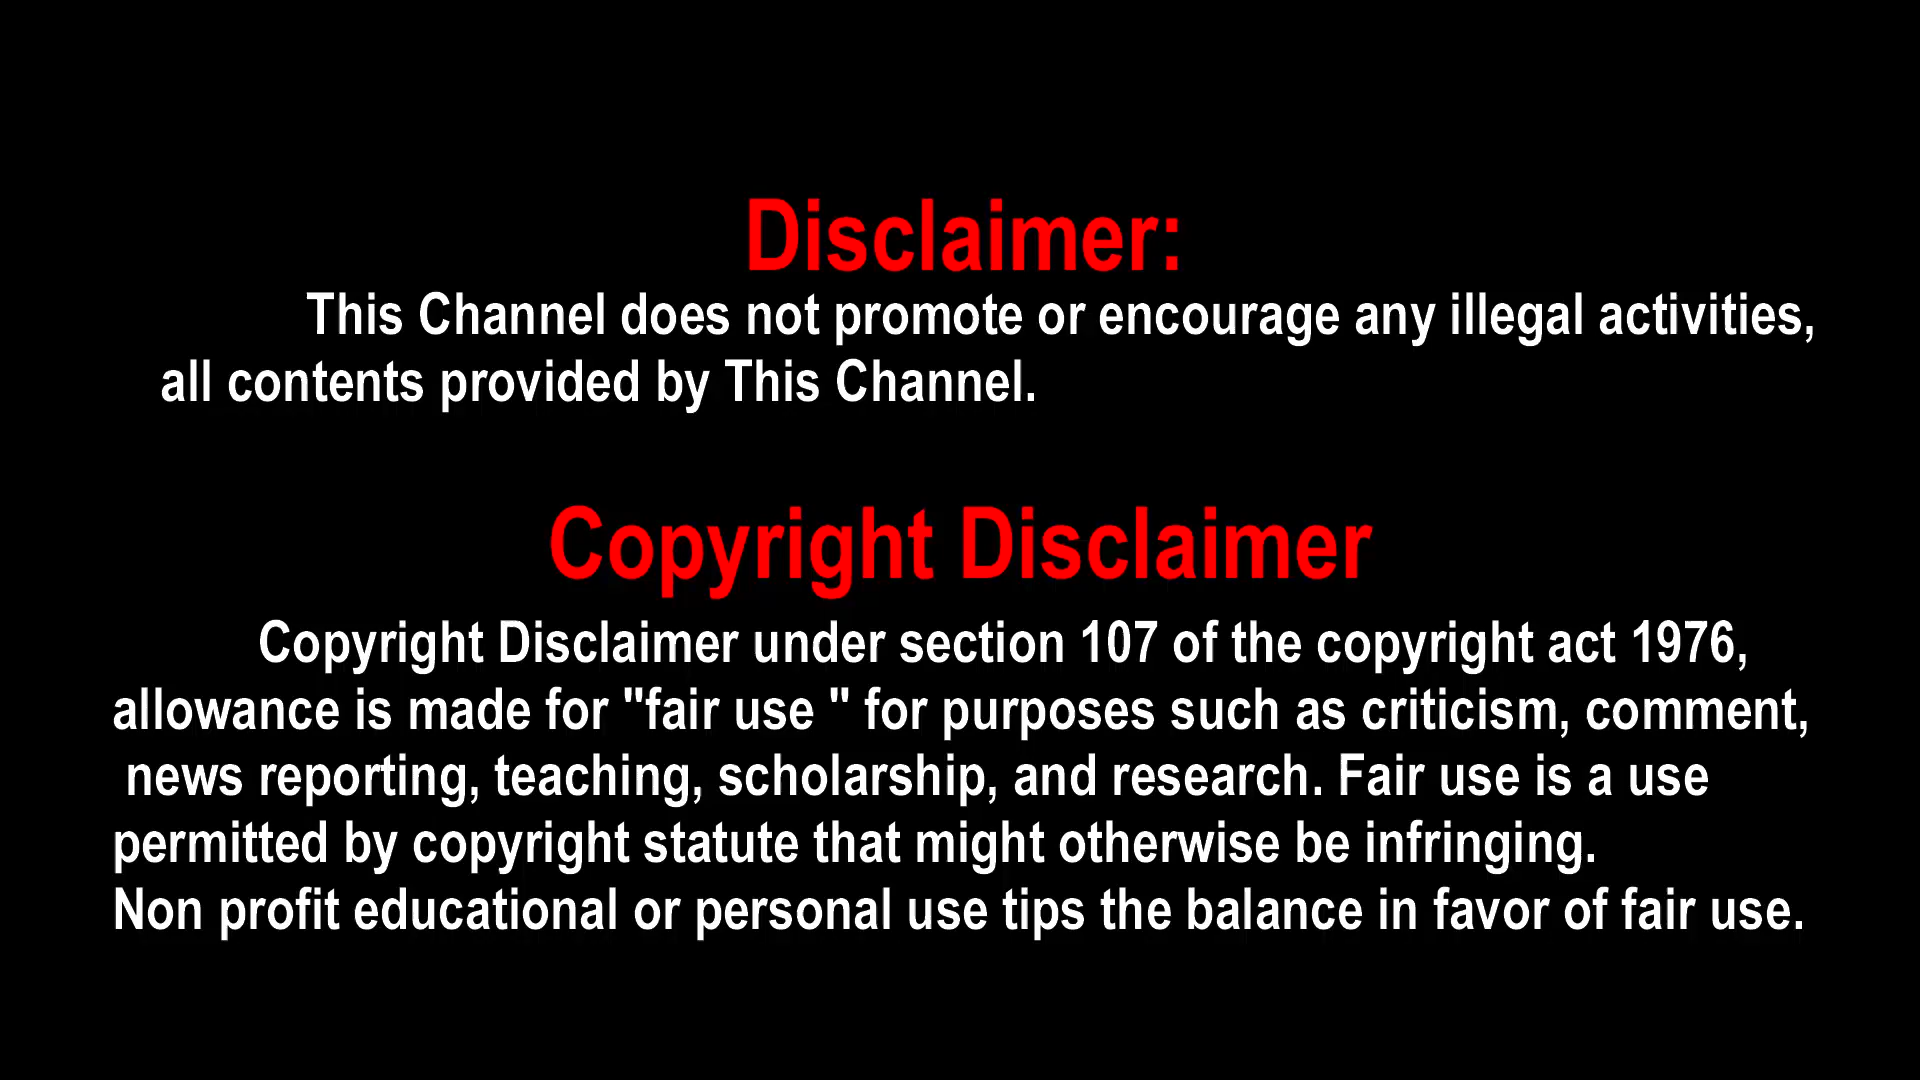 Disclaimer:
This Channel does not promote or encourage any illegal activities,
all contents provided by This Channel.
Copyright Disclaimer
Copyright Disclaimer under section 107 of the copyright act 1976,
allowance is made for "fair use " for purposes such as criticism, comment,
news reporting, teaching, scholarship, and research. Fair use is a use
permitted by copyright statute that might otherwise be infringing.
Non profit educational or personal use tips the balance in favor of fair use.